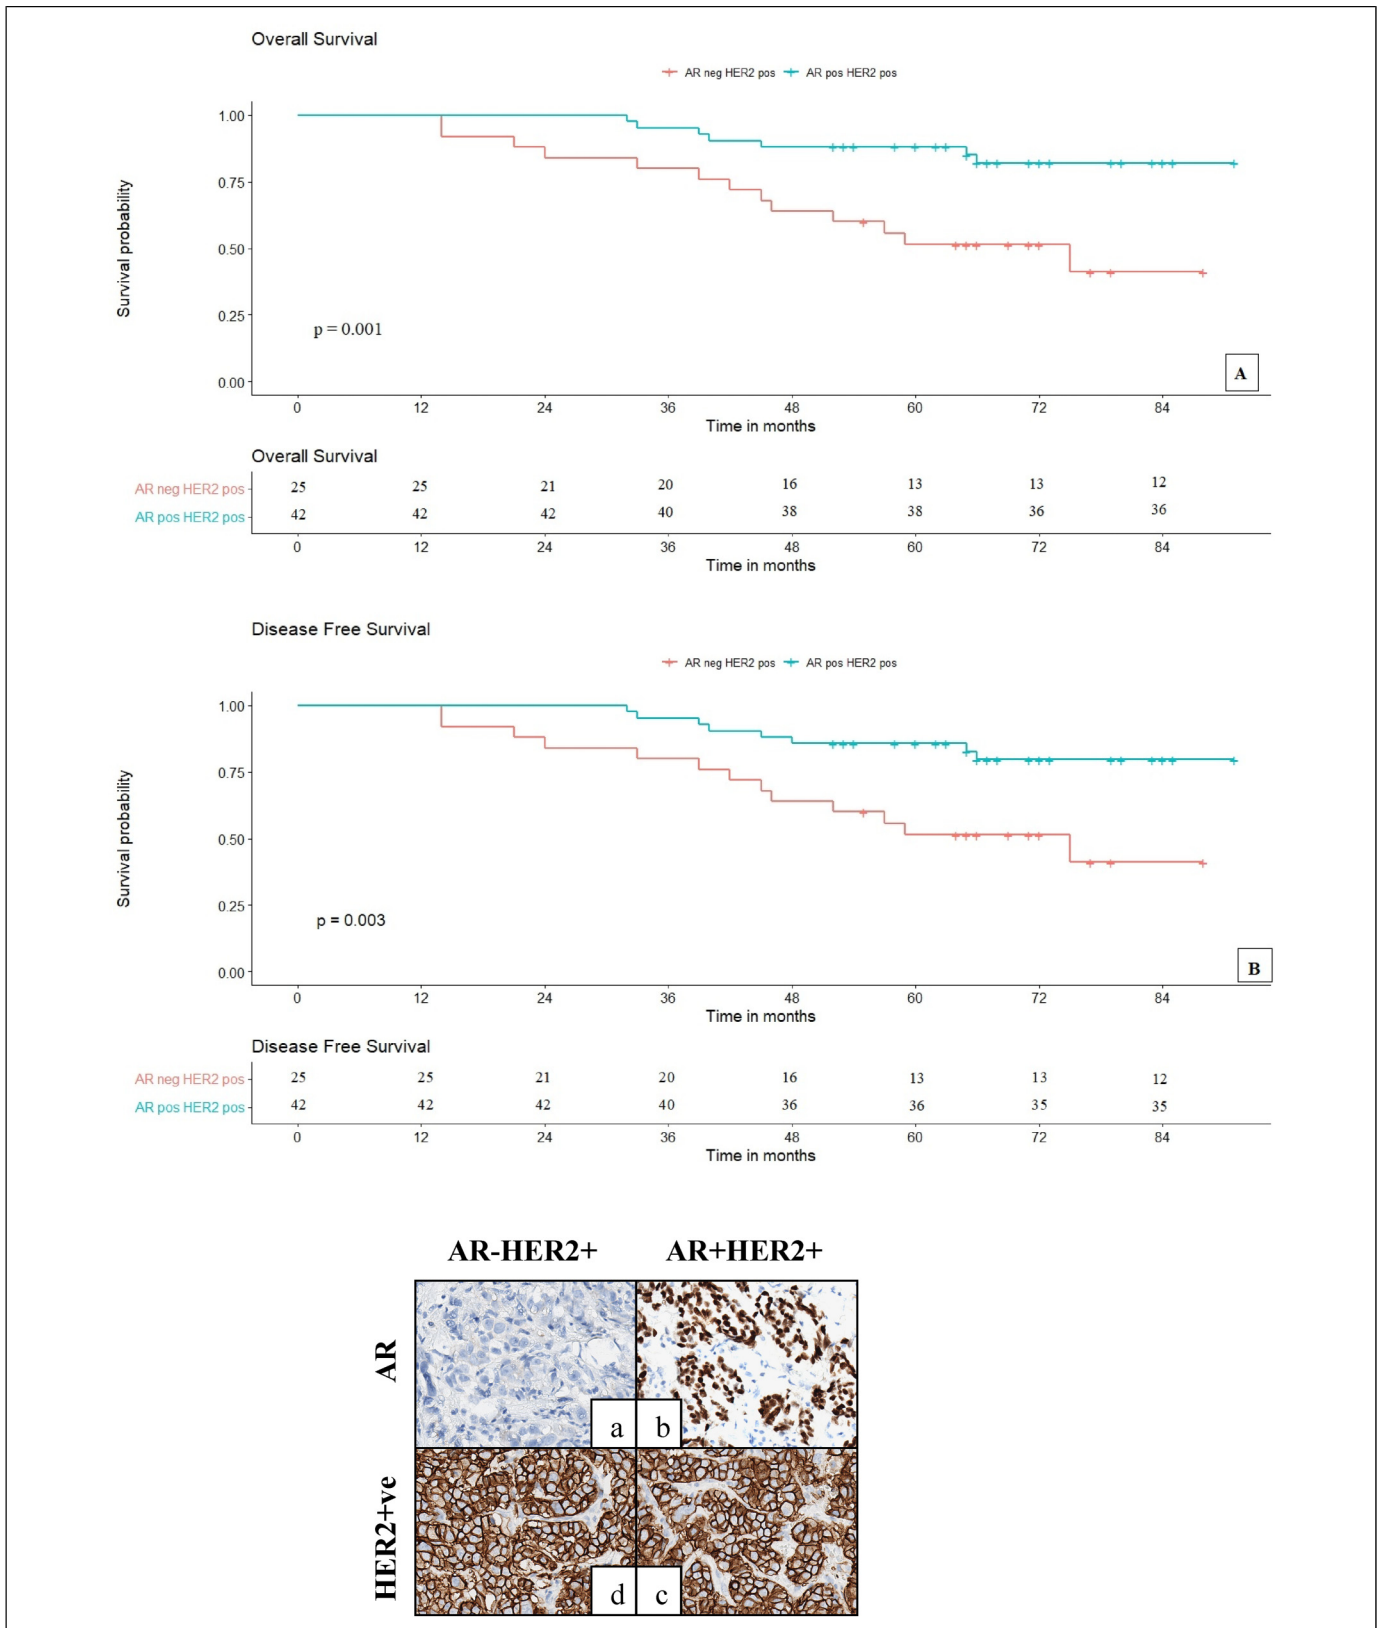 Overall Survival
AR neg HER2 pos AR pos HER2 pos
Survival probability
1.00
0.75
0.50
0.25
0.00
p = 0.001
A
0 12 24 36 48 60 72 84
Time in months
Overall Survival
AR neg HER2 pos 25 25 21 20 16 13 13 12
AR pos HER2 pos 42 42 42 40 38 38 36 36
0 12 24 36 48 60 72 84
Time in months
Disease Free Survival
AR neg HER2 pos AR pos HER2 pos
Survival probability
1.00
0.75
0.50
0.25
0.00
p = 0.003
B
0 12 24 36 48 60 72 84
Time in months
Disease Free Survival
AR neg HER2 pos 25 25 21 20 16 13 13 12
AR pos HER2 pos 42 42 42 40 36 36 35 35
0 12 24 36 48 60 72 84
Time in months
AR-HER2+ AR+HER2+
AR
a b
HER2+ve
d c